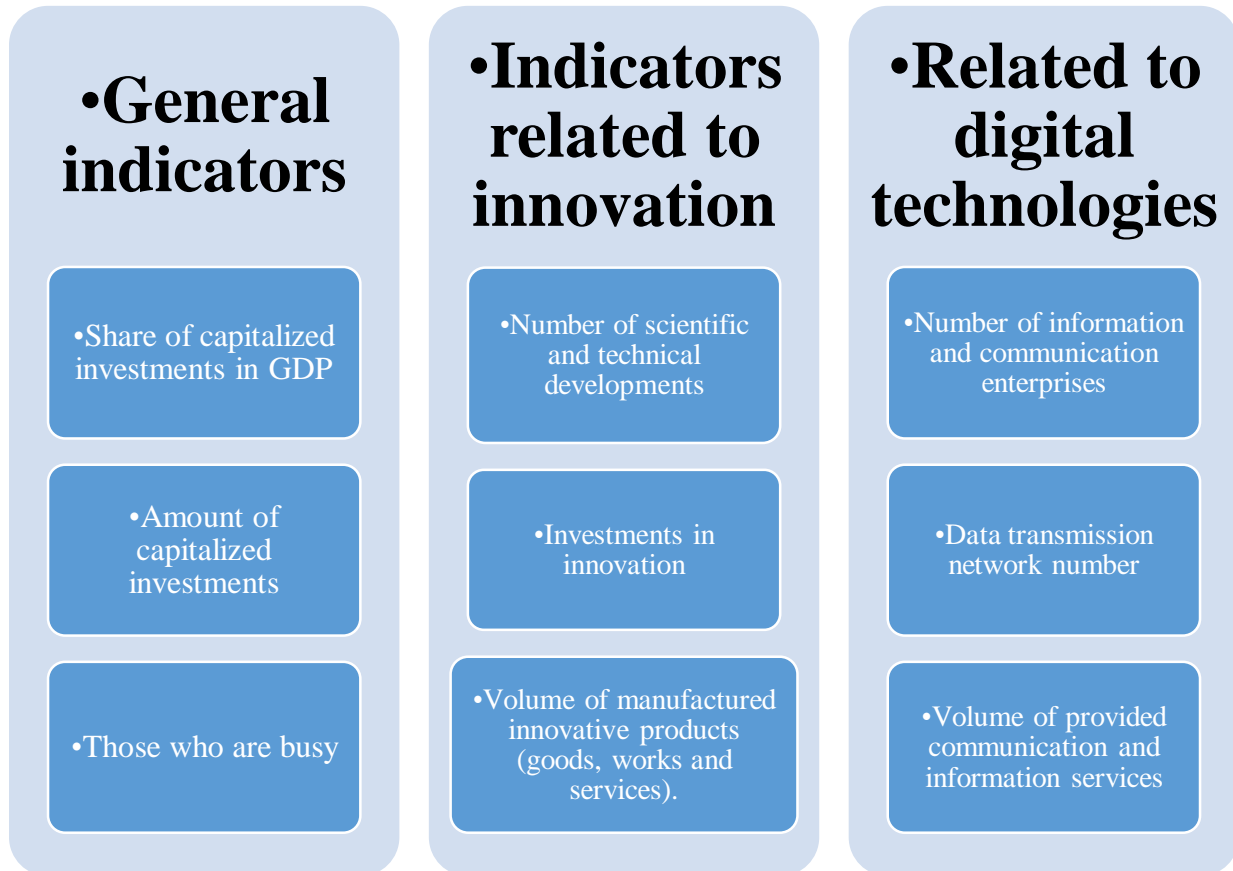 •General
indicators
•Share of capitalized
investments in GDP
•Amount of
capitalized
investments
•Those who are busy
•Indicators
related to
innovation
•Number of scientific
and technical
developments
•Investments in
innovation
•Volume of manufactured
innovative products
(goods, works and
services).
•Related to
digital
technologies
•Number of information
and communication
enterprises
•Data transmission
network number
•Volume of provided
communication and
information services